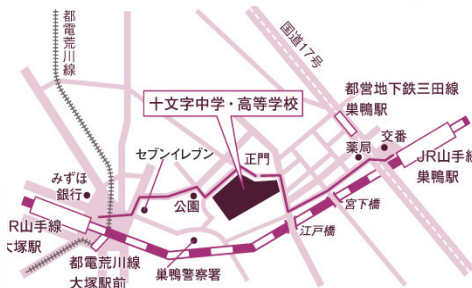 都電荒川線
国道17号
都営地下鉄三田線
巣鴨駅
十文字中学・高等学校
交番
薬局
セブンイレブン
正門
JR山手線
巣鴨駅
みずほ
銀行
公園
宮下橋
JR山手線
大塚駅
江戸橋
都電荒川線
大塚駅前
巣鴨警察署